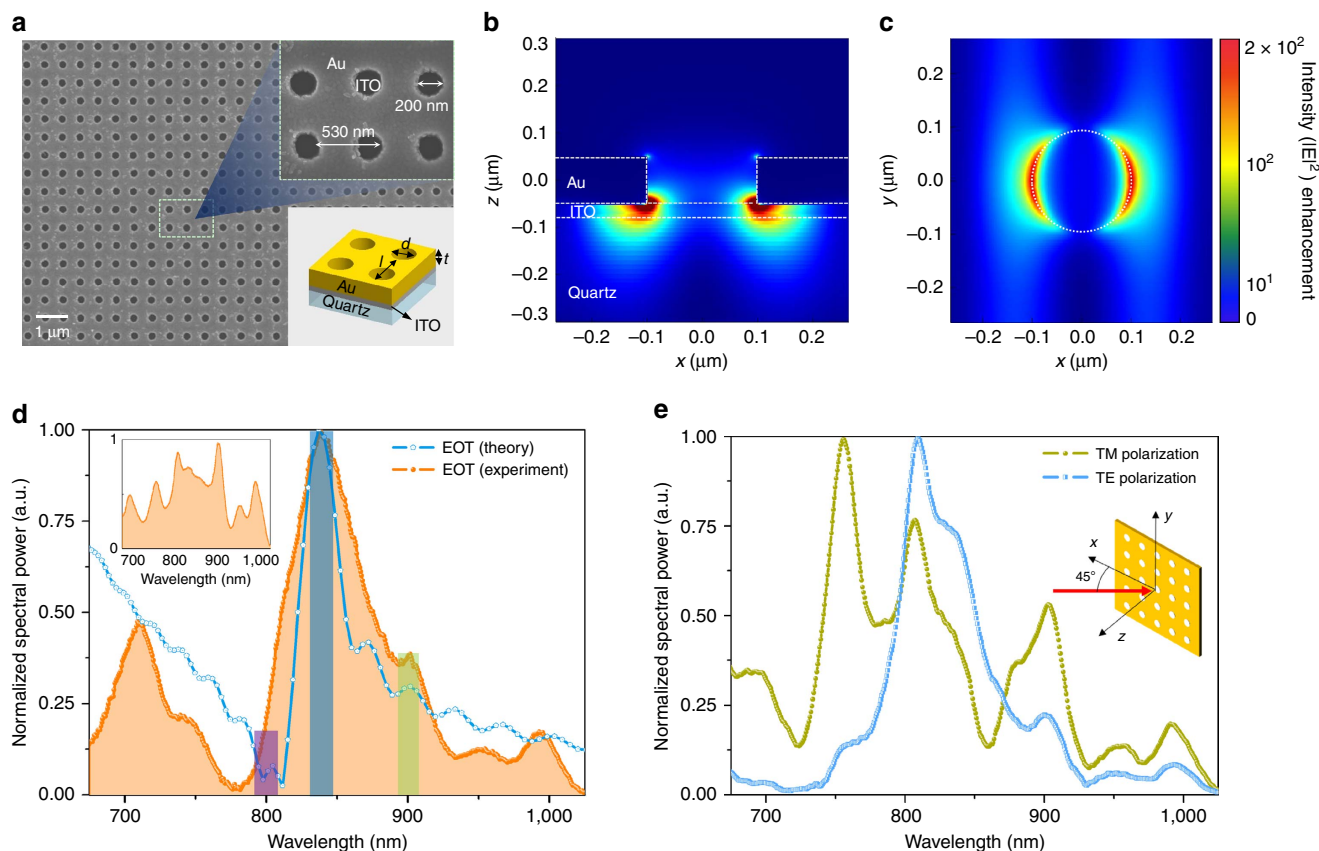 a
Au
ITO
200 nm
530 nm
1 μm
d
l
t
Au
Quartz
ITO
b
0.3
0.2
0.1
0.0
–0.1
–0.2
–0.3
z (μm)
Au
ITO
Quartz
–0.2 –0.1 0.0 0.1 0.2
x (μm)
c
0.2
0.1
0.0
–0.1
–0.2
y (μm)
–0.2 0.0 0.2
x (μm)
2 × 10²
10²
10¹
0
Intensity (|E|²) enhancement
d
1.00
0.75
0.50
0.25
0.00
Normalized spectral power (a.u.)
1
0
700 800 900 1,000
Wavelength (nm)
EOT (theory)
EOT (experiment)
700 800 900 1,000
Wavelength (nm)
e
1.00
0.75
0.50
0.25
0.00
Normalized spectral power (a.u.)
TM polarization
TE polarization
y
x
45°
z
700 800 900 1,000
Wavelength (nm)